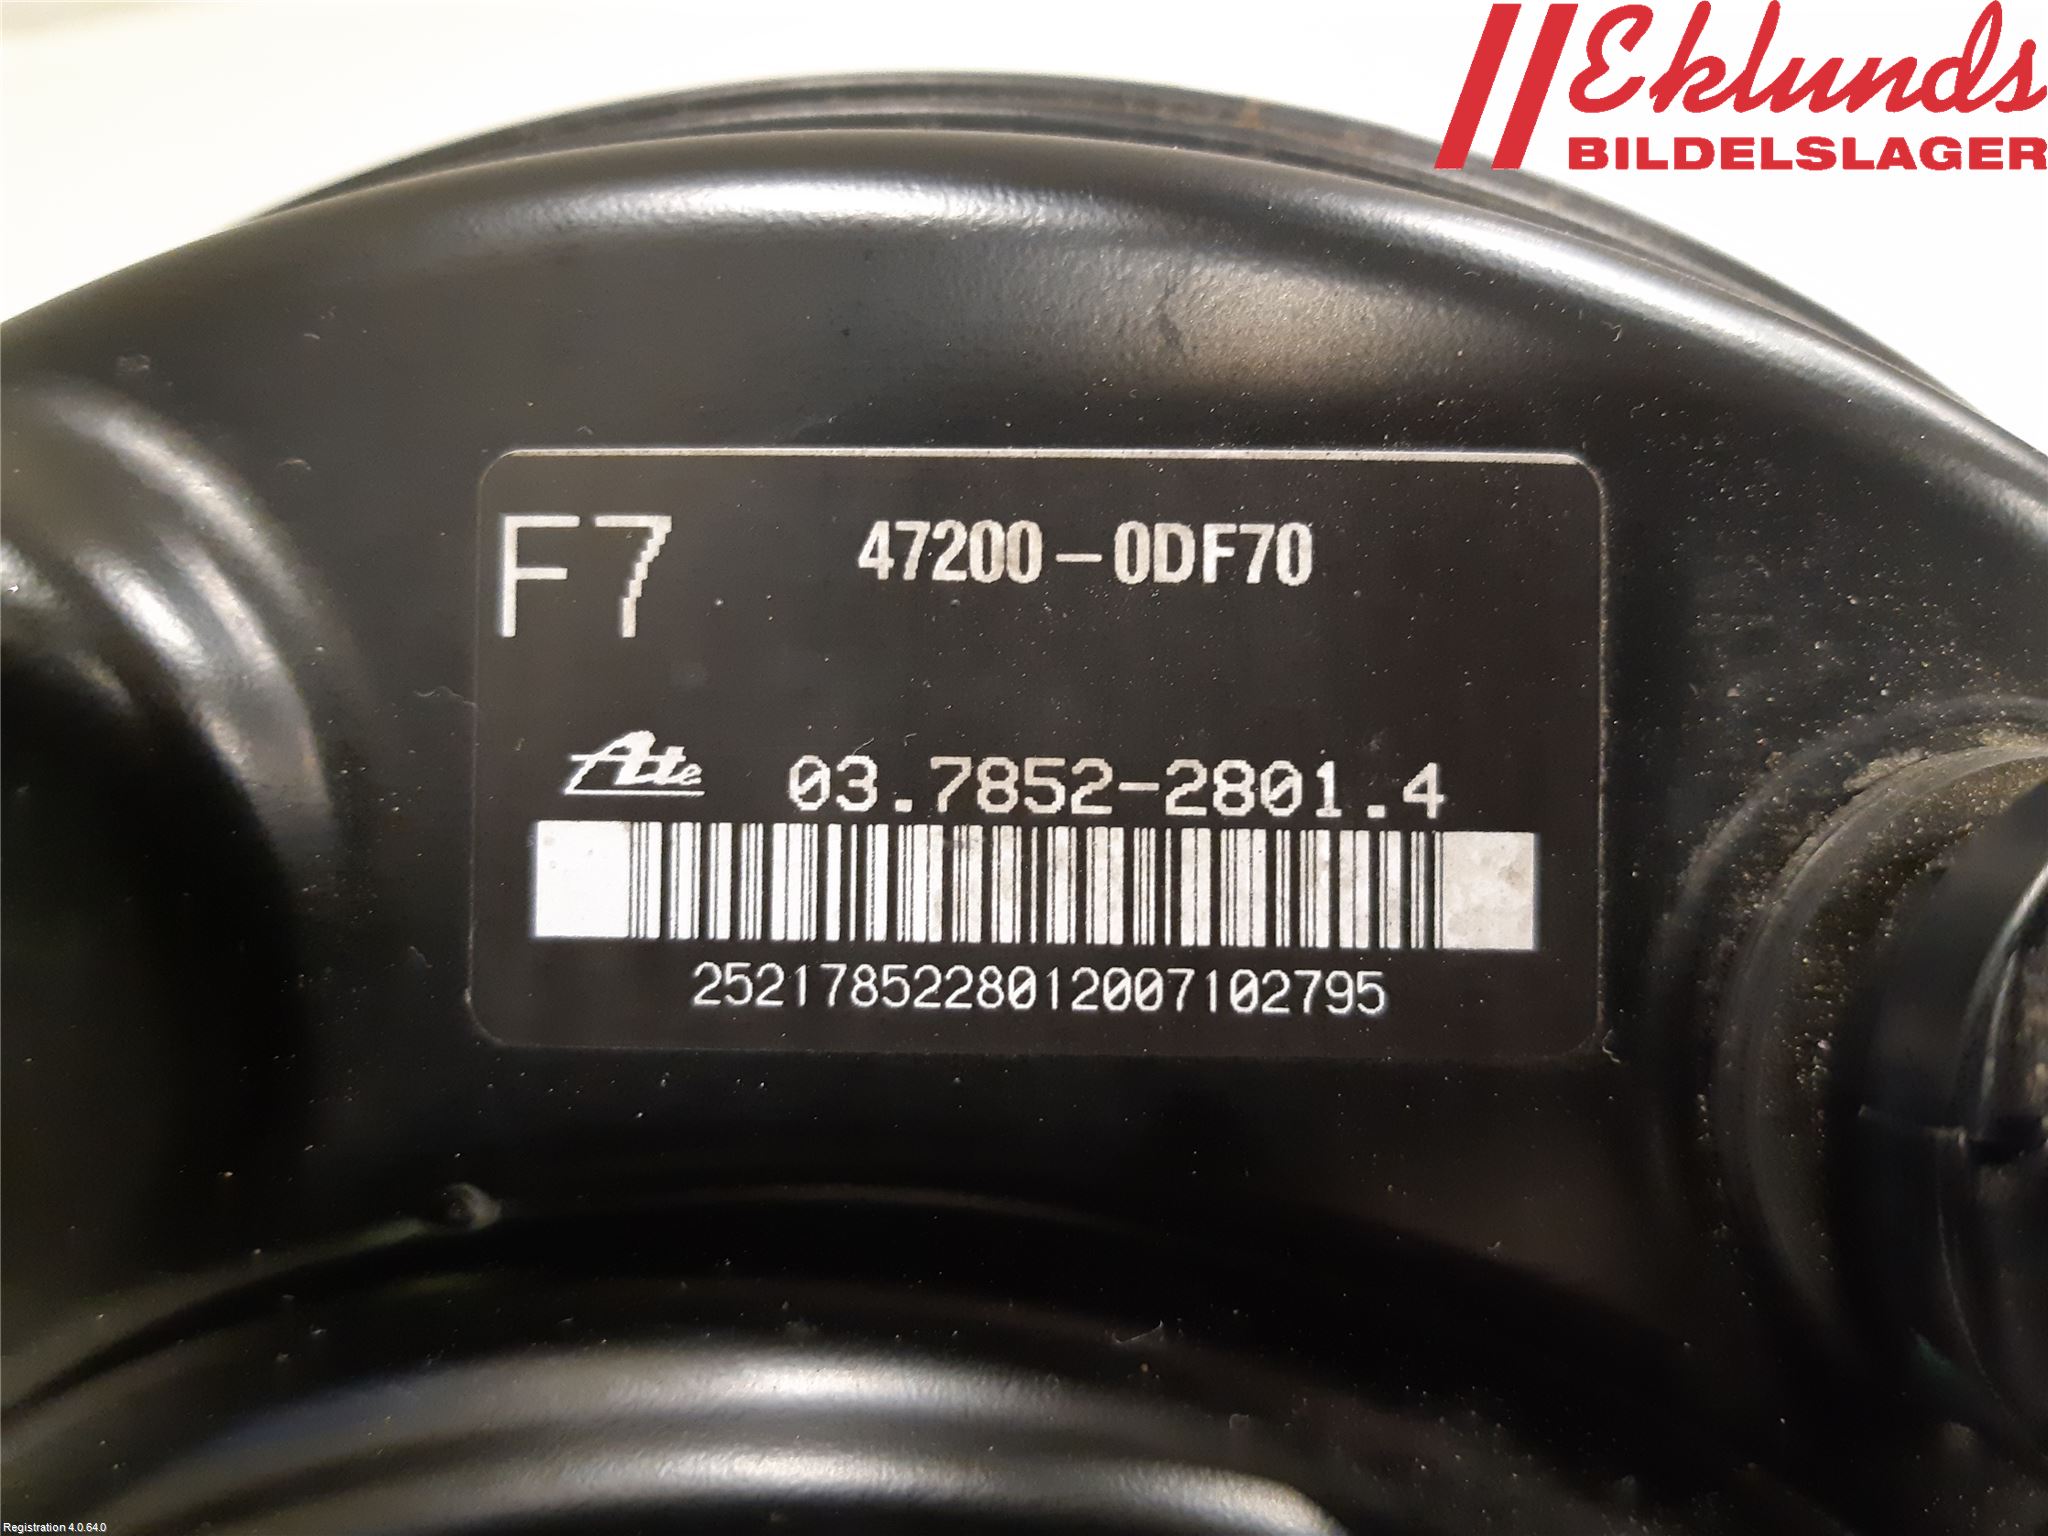 Eklunds
BILDELSLAGER
F7 47200-0DF70
Ate 03.7852-2801.4
2521785228012007102795
Registration 4.0.64.0